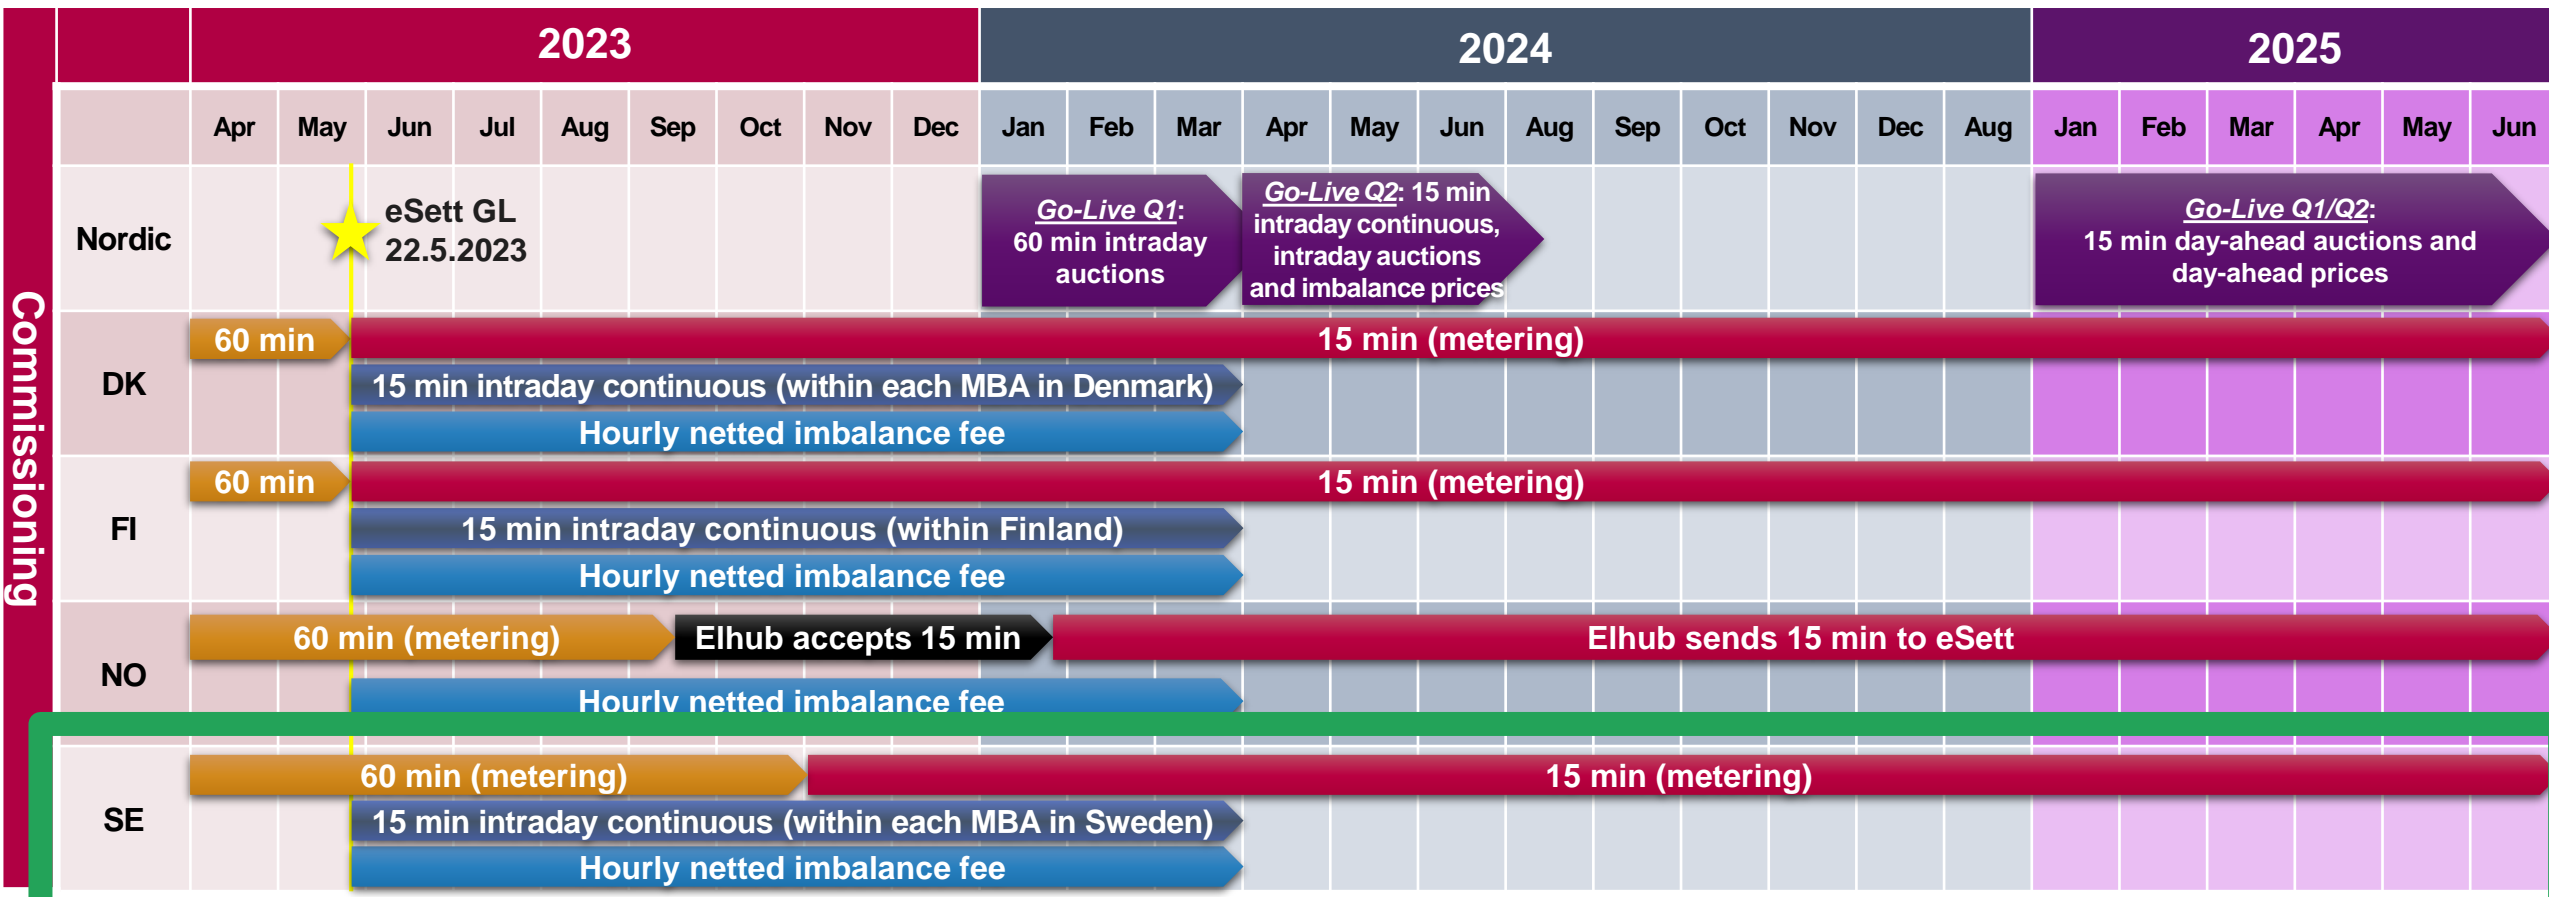 2023
2024
2025
Apr May Jun Jul Aug Sep Oct Nov Dec Jan Feb Mar Apr May Jun Aug Sep Oct Nov Dec Aug Jan Feb Mar Apr May Jun
Commissioning
Nordic
eSett GL
22.5.2023
Go-Live Q1:
60 min intraday
auctions
Go-Live Q2: 15 min
intraday continuous,
intraday auctions
and imbalance prices
Go-Live Q1/Q2:
15 min day-ahead auctions and
day-ahead prices
DK
60 min
15 min (metering)
15 min intraday continuous (within each MBA in Denmark)
Hourly netted imbalance fee
FI
60 min
15 min (metering)
15 min intraday continuous (within Finland)
Hourly netted imbalance fee
NO
60 min (metering)
Elhub accepts 15 min
Elhub sends 15 min to eSett
Hourly netted imbalance fee
SE
60 min (metering)
15 min (metering)
15 min intraday continuous (within each MBA in Sweden)
Hourly netted imbalance fee